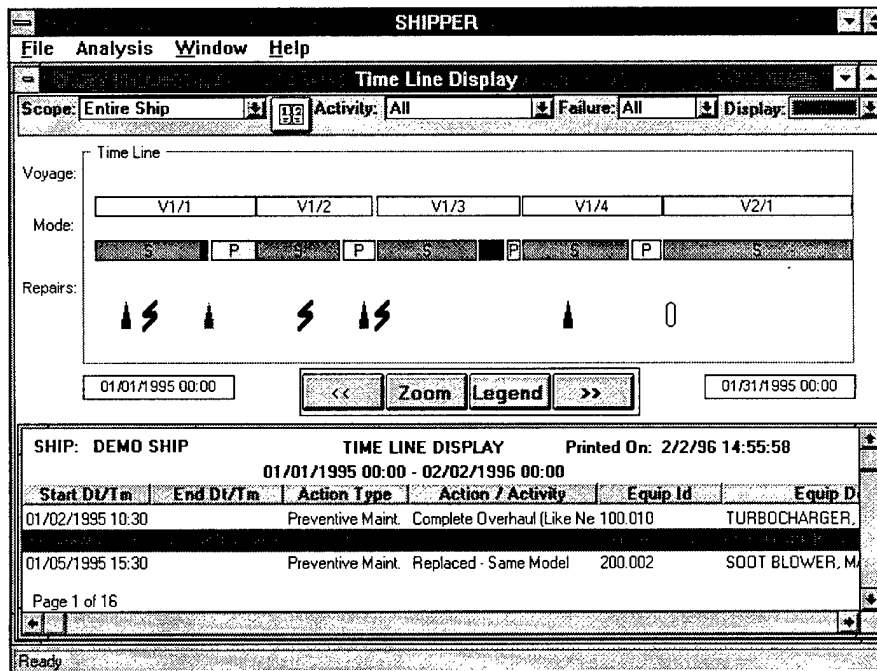 SHIPPER
File Analysis Window Help
Time Line Display
Scope: Entire Ship Activity: All Failure: All Display:
Time Line
Voyage:
V1/1 V1/2 V1/3 V1/4 V2/1
Mode:
S P S P S P S P S
Repairs:
01/01/1995 00:00 << Zoom Legend >> 01/31/1995 00:00
SHIP: DEMO SHIP TIME LINE DISPLAY Printed On: 2/2/96 14:55:58
01/01/1995 00:00 - 02/02/1996 00:00
Start Dt/Tm End Dt/Tm Action Type Action / Activity Equip Id Equip D
01/02/1995 10:30 Preventive Maint. Complete Overhaul (Like Ne 100.010 TURBOCHARGER,
01/05/1995 15:30 Preventive Maint. Replaced - Same Model 200.002 SOOT BLOWER, MA
Page 1 of 16
Ready